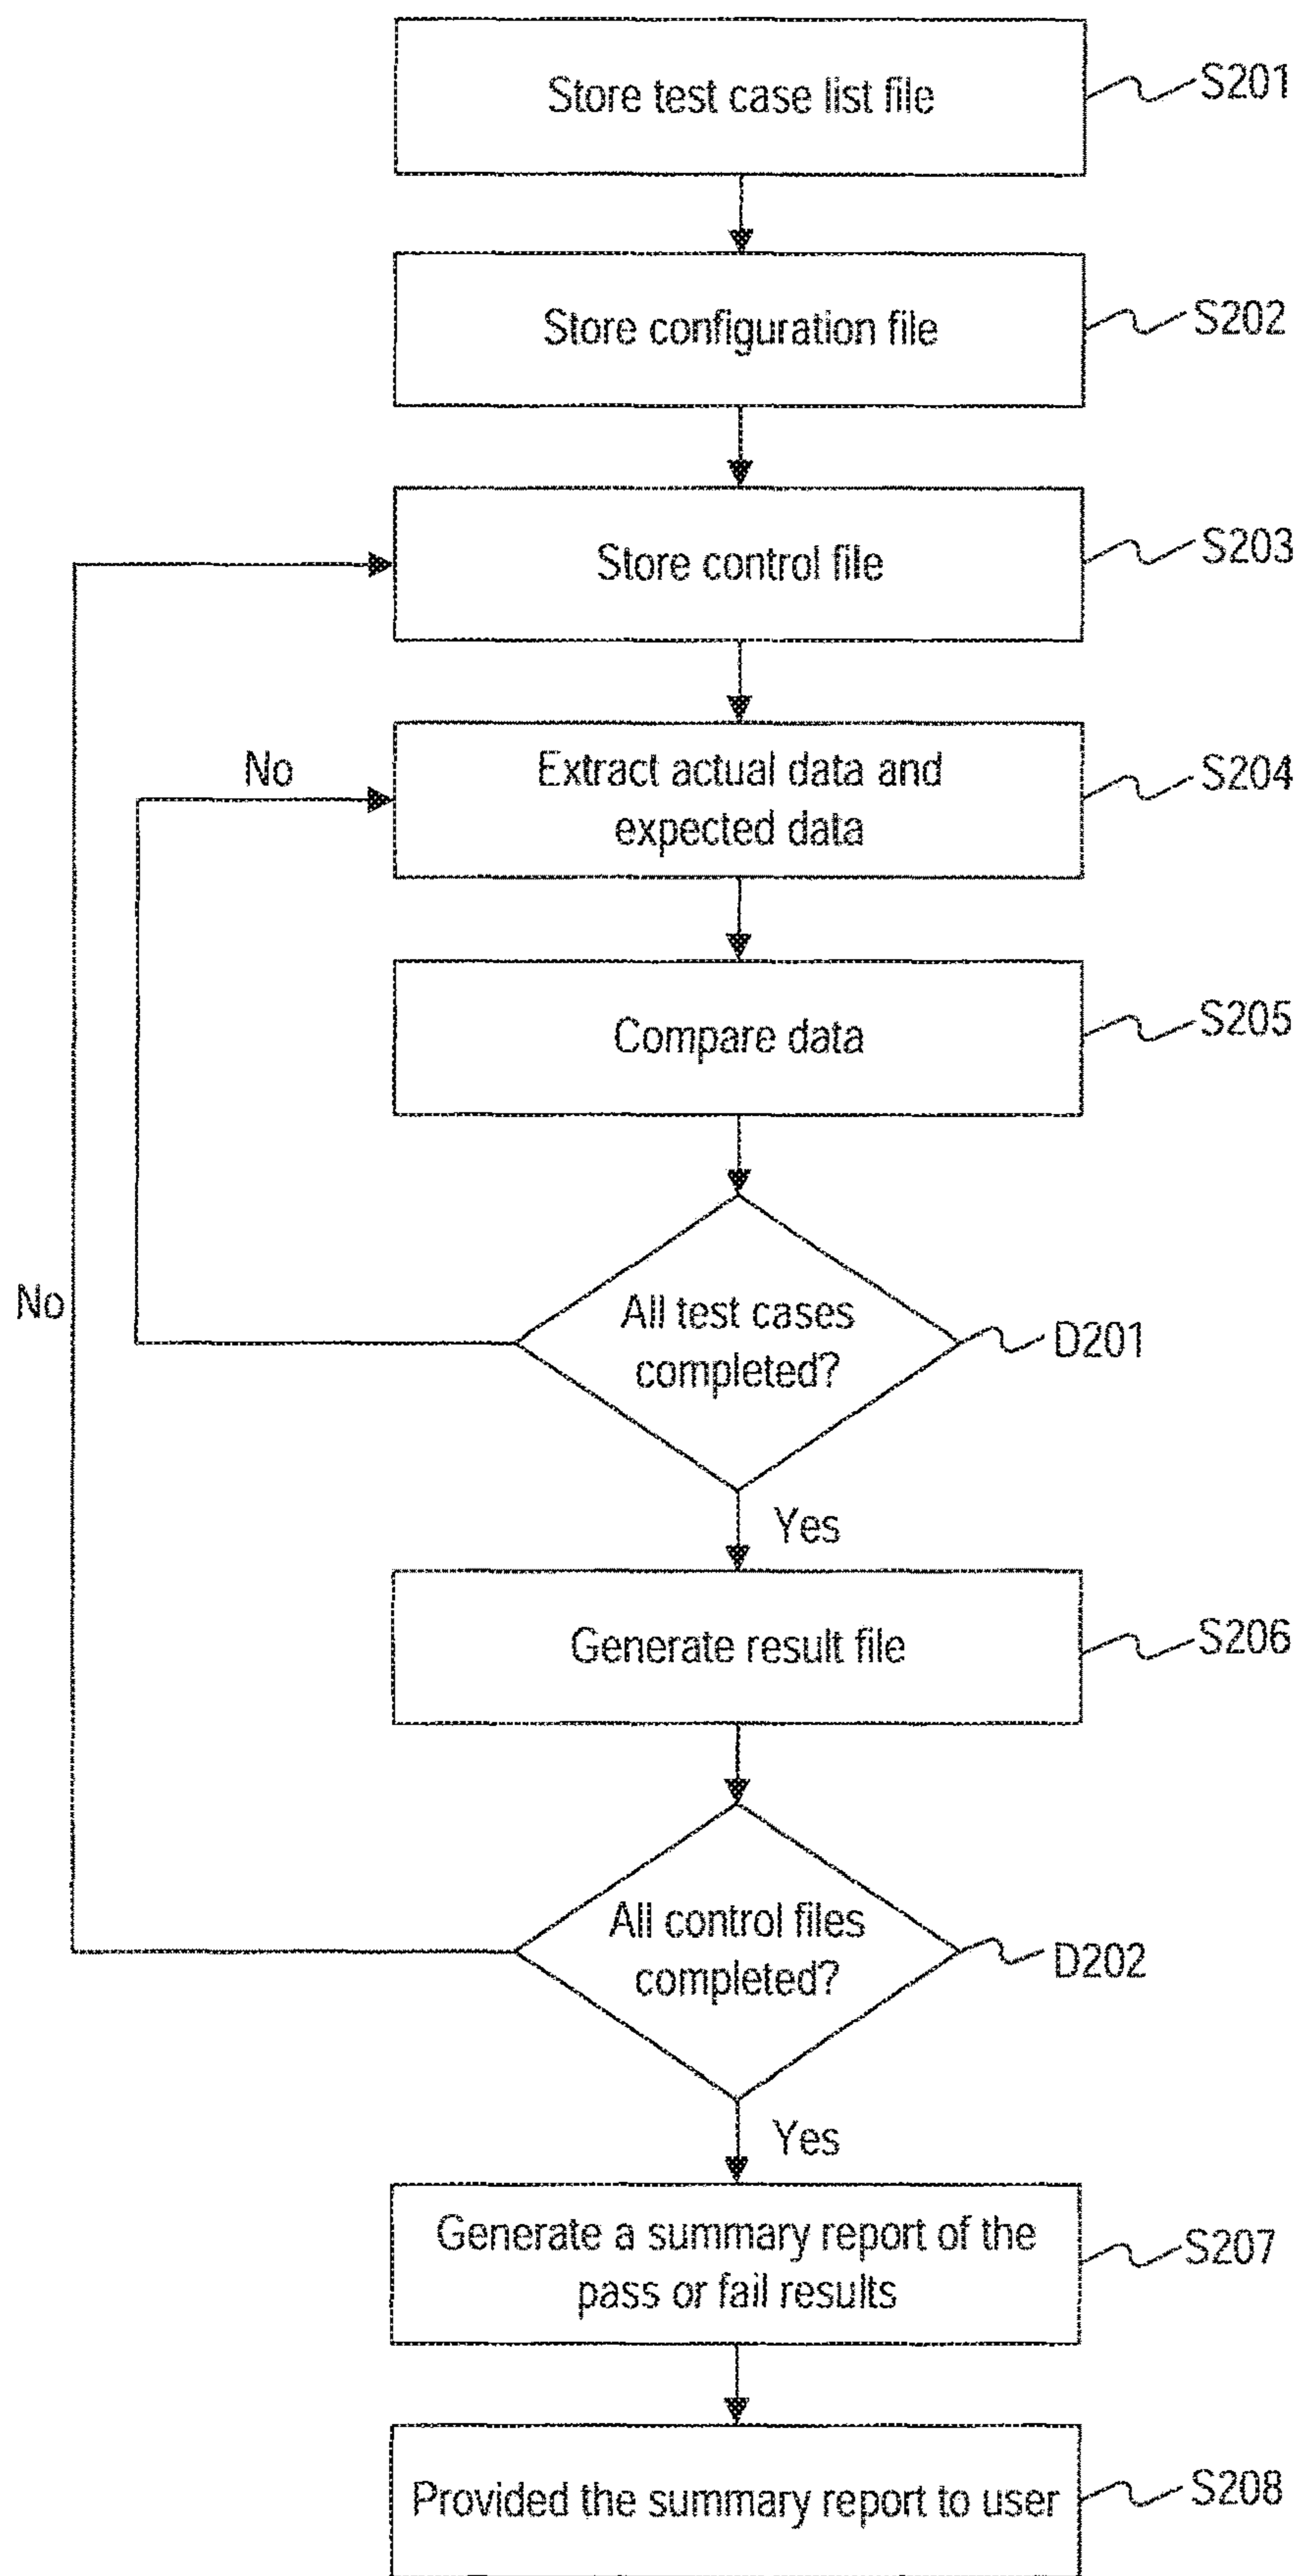 Store test case list file
S201
Store configuration file
S202
Store control file
S203
No
Extract actual data and
expected data
S204
Compare data
S205
No
All test cases
completed?
D201
Yes
Generate result file
S206
All control files
completed?
D202
Yes
Generate a summary report of the
pass or fail results
S207
Provided the summary report to user
S208